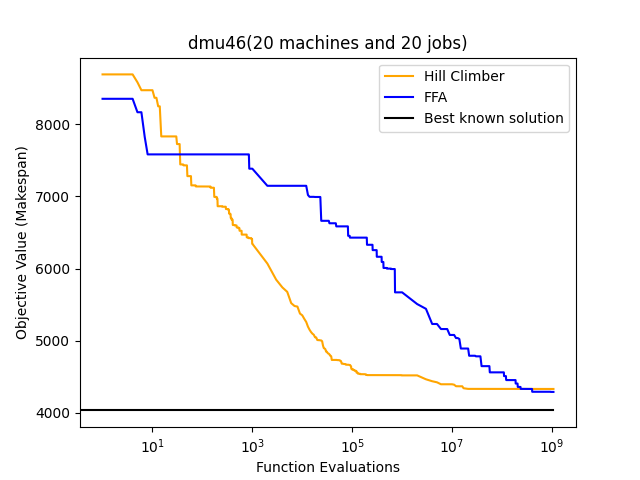 dmu46(20 machines and 20 jobs)
Hill Climber
FFA
Best known solution
Objective Value (Makespan)
8000
7000
6000
5000
4000
10¹ 10³ 10⁵ 10⁷ 10⁹
Function Evaluations